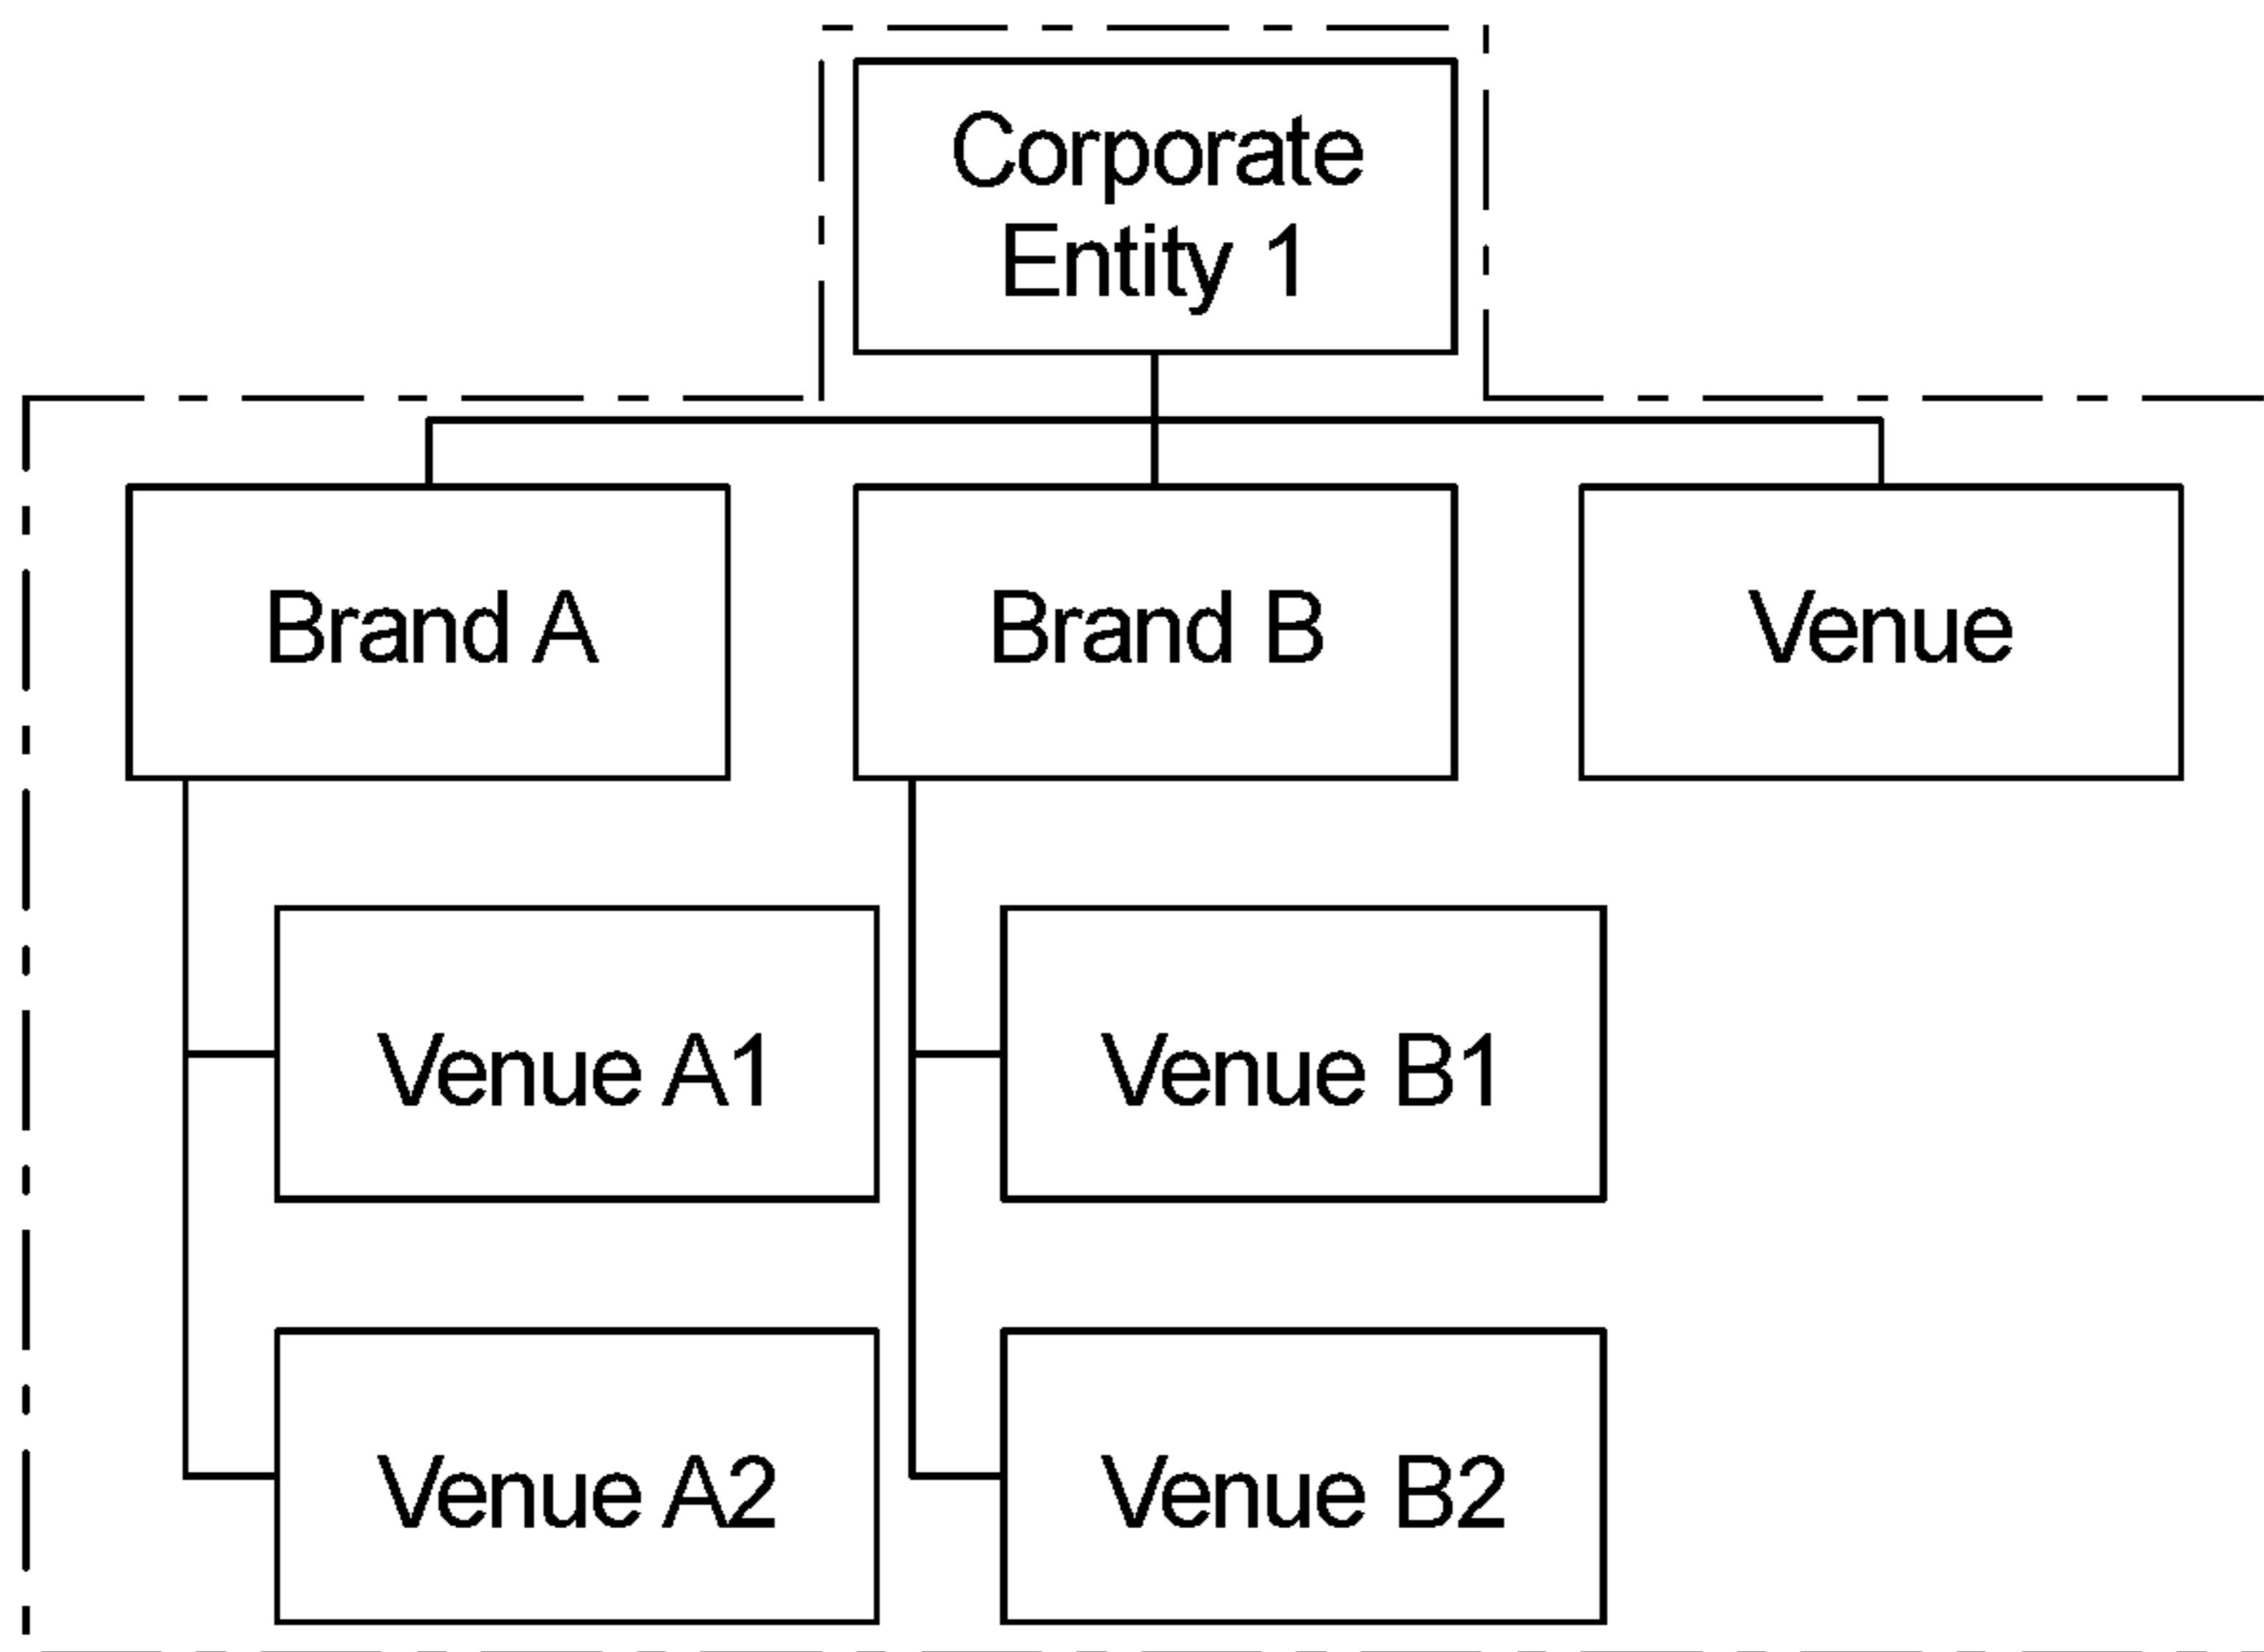 Corporate
Entity 1
Brand A
Brand B
Venue
Venue A1
Venue B1
Venue A2
Venue B2